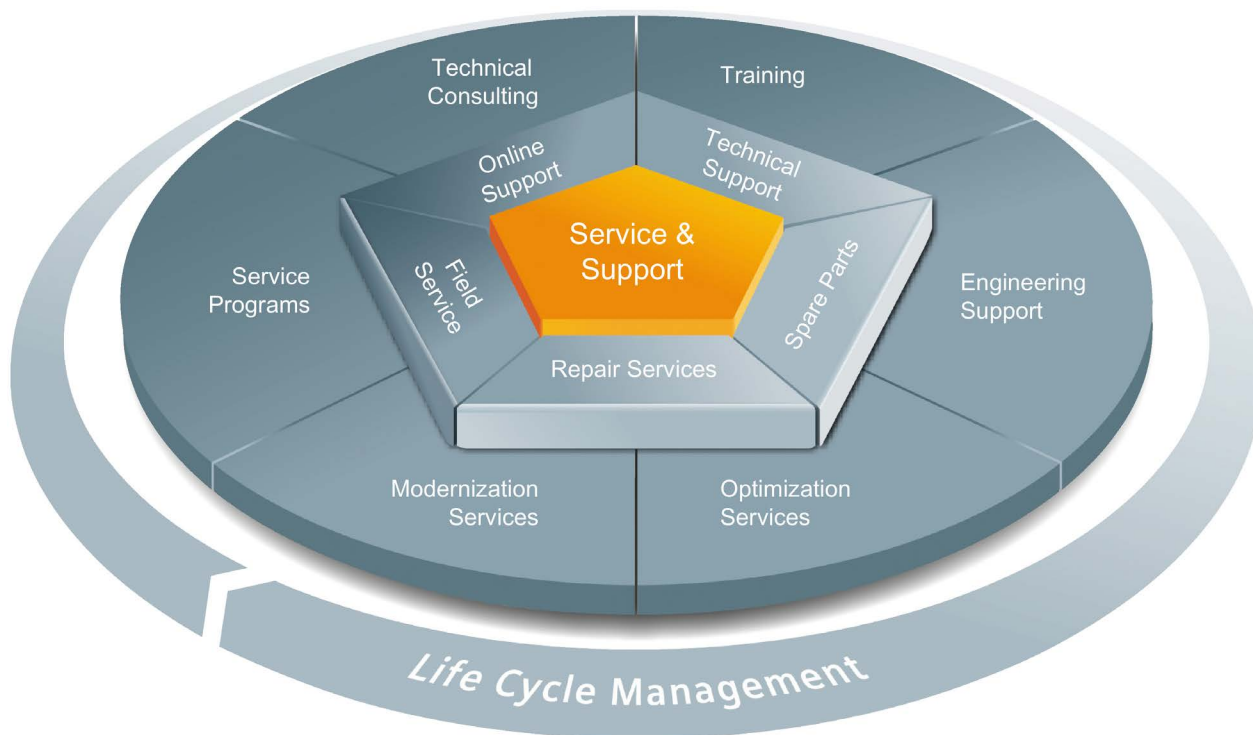 Technical
Consulting
Training
Online
Support
Technical
Support
Service &
Support
Field
Service
Spare Parts
Service
Programs
Engineering
Support
Repair Services
Modernization
Services
Optimization
Services
Life Cycle Management